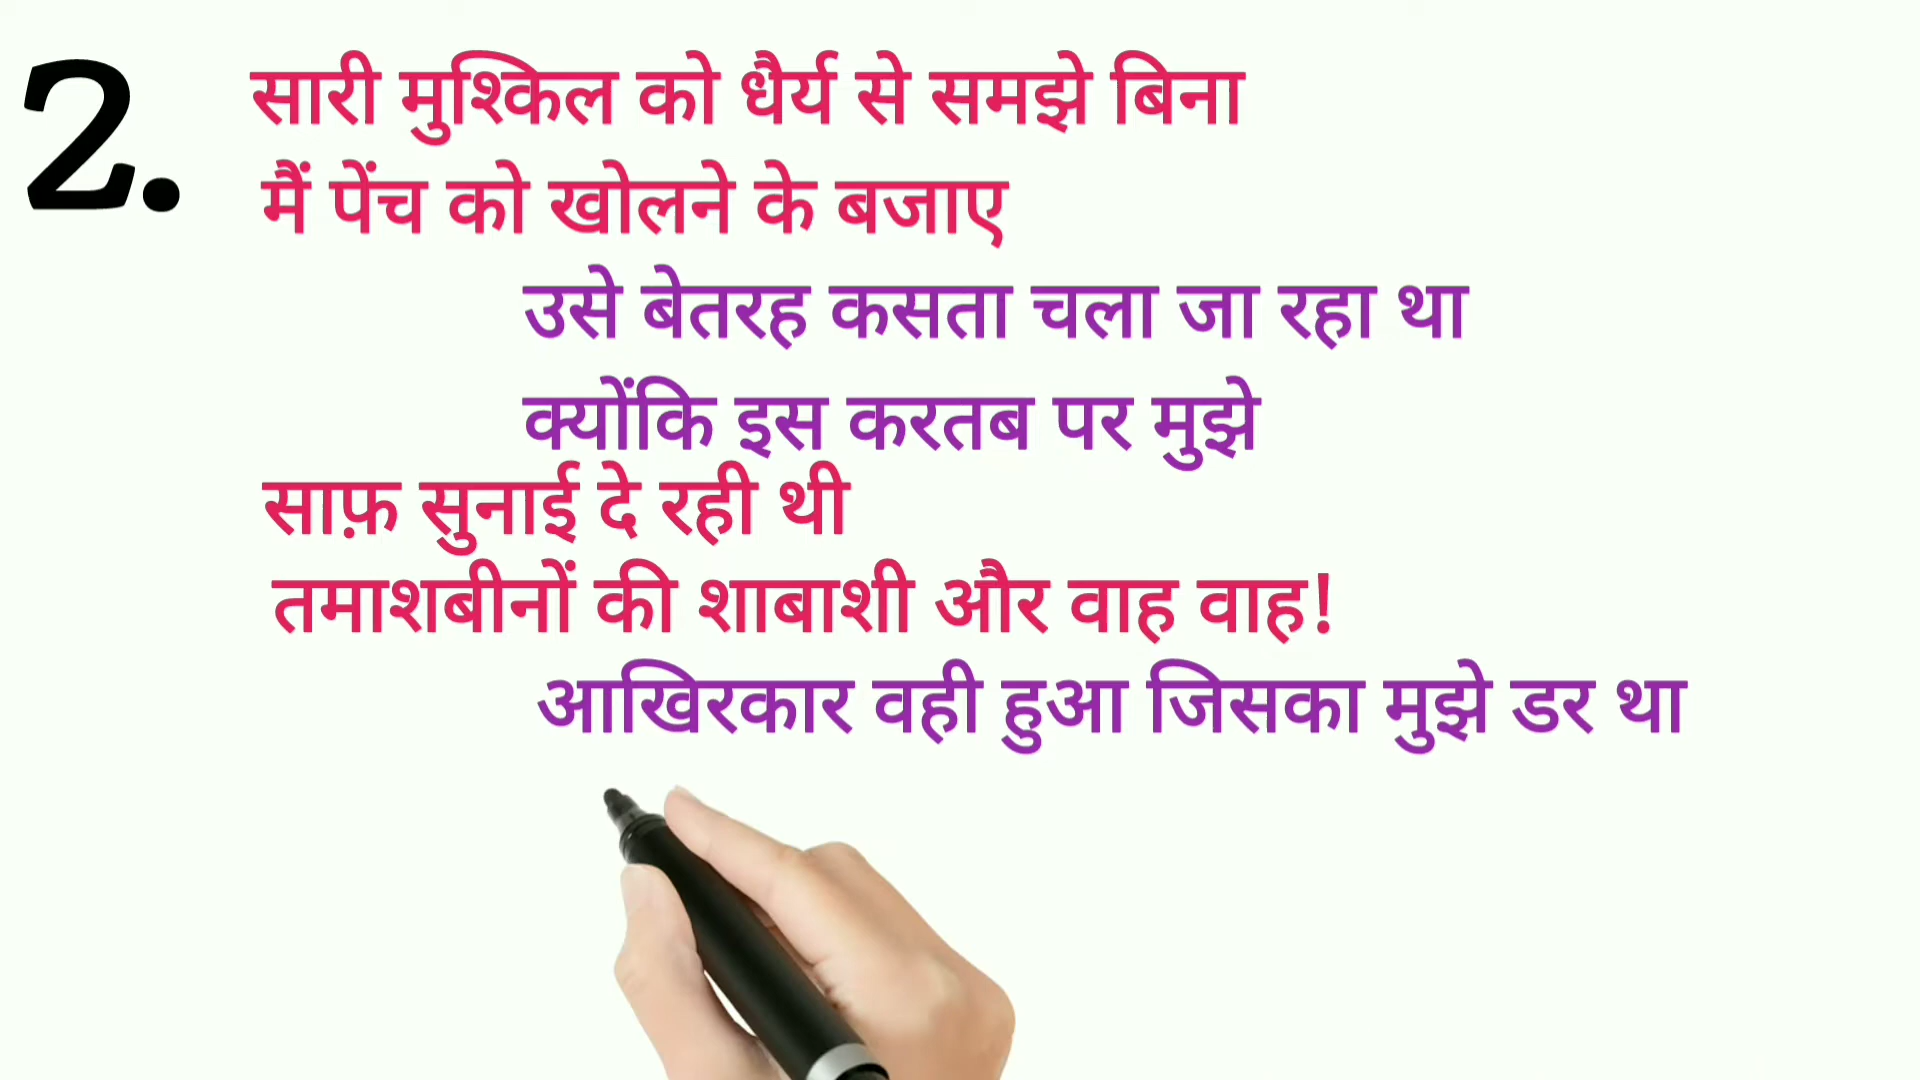 2.
सारी मुश्किल को धैर्य से समझे बिना
मैं पेंच को खोलने के बजाए
उसे बेतरह कसता चला जा रहा था
क्योंकि इस करतब पर मुझे
साफ़ सुनाई दे रही थी
तमाशबीनों की शाबाशी और वाह वाह!
आखिरकार वही हुआ जिसका मुझे डर था